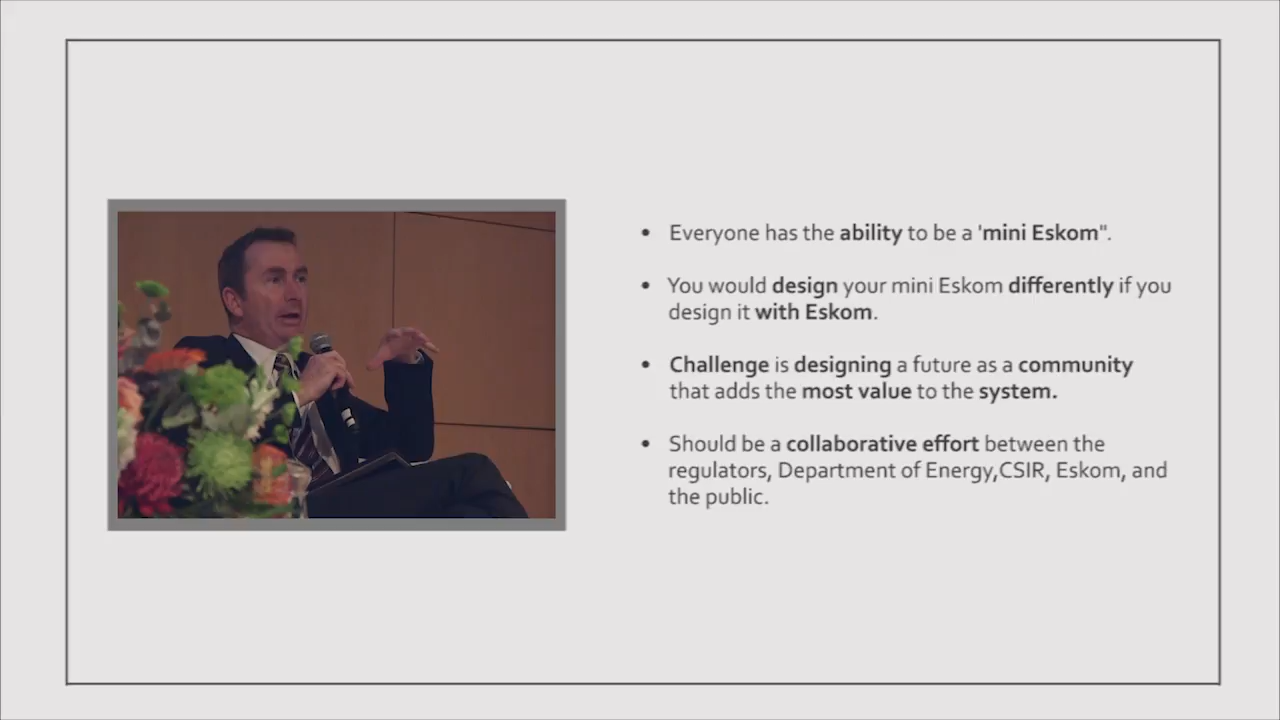 • Everyone has the ability to be a 'mini Eskom".
• You would design your mini Eskom differently if you
design it with Eskom.
• Challenge is designing a future as a community
that adds the most value to the system.
• Should be a collaborative effort between the
regulators, Department of Energy,CSIR, Eskom, and
the public.